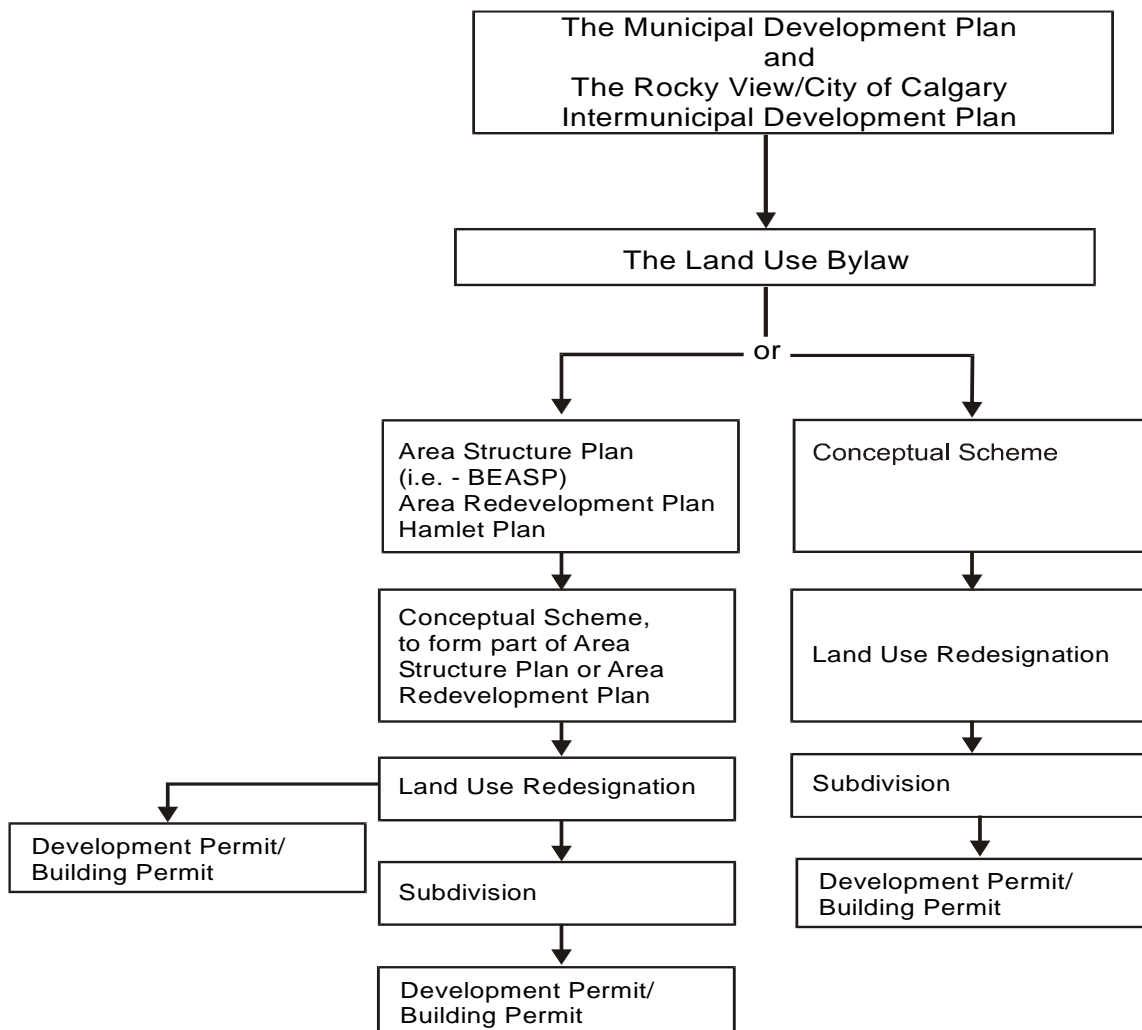 The Municipal Development Plan
and
The Rocky View/City of Calgary
Intermunicipal Development Plan
The Land Use Bylaw
or
Area Structure Plan
(i.e. - BEASP)
Area Redevelopment Plan
Hamlet Plan
Conceptual Scheme,
to form part of Area
Structure Plan or Area
Redevelopment Plan
Land Use Redesignation
Development Permit/
Building Permit
Subdivision
Development Permit/
Building Permit
Conceptual Scheme
Land Use Redesignation
Subdivision
Development Permit/
Building Permit